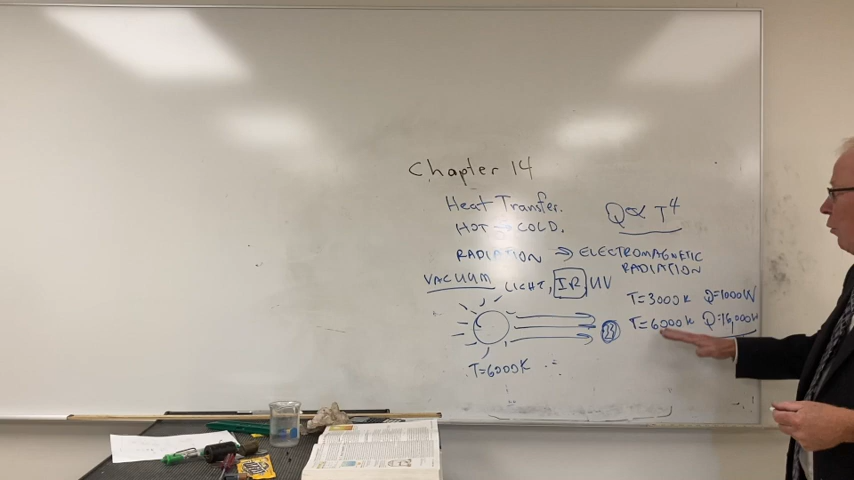 Chapter 14
Heat Transfer.
HOT → COLD.
Q ∝ T⁴
RADIATION → ELECTROMAGNETIC
RADIATION
VACUUM LIGHT, IR, UV
T=3000K Q=1000W
T=6000K Q=16,000W
T=6000K